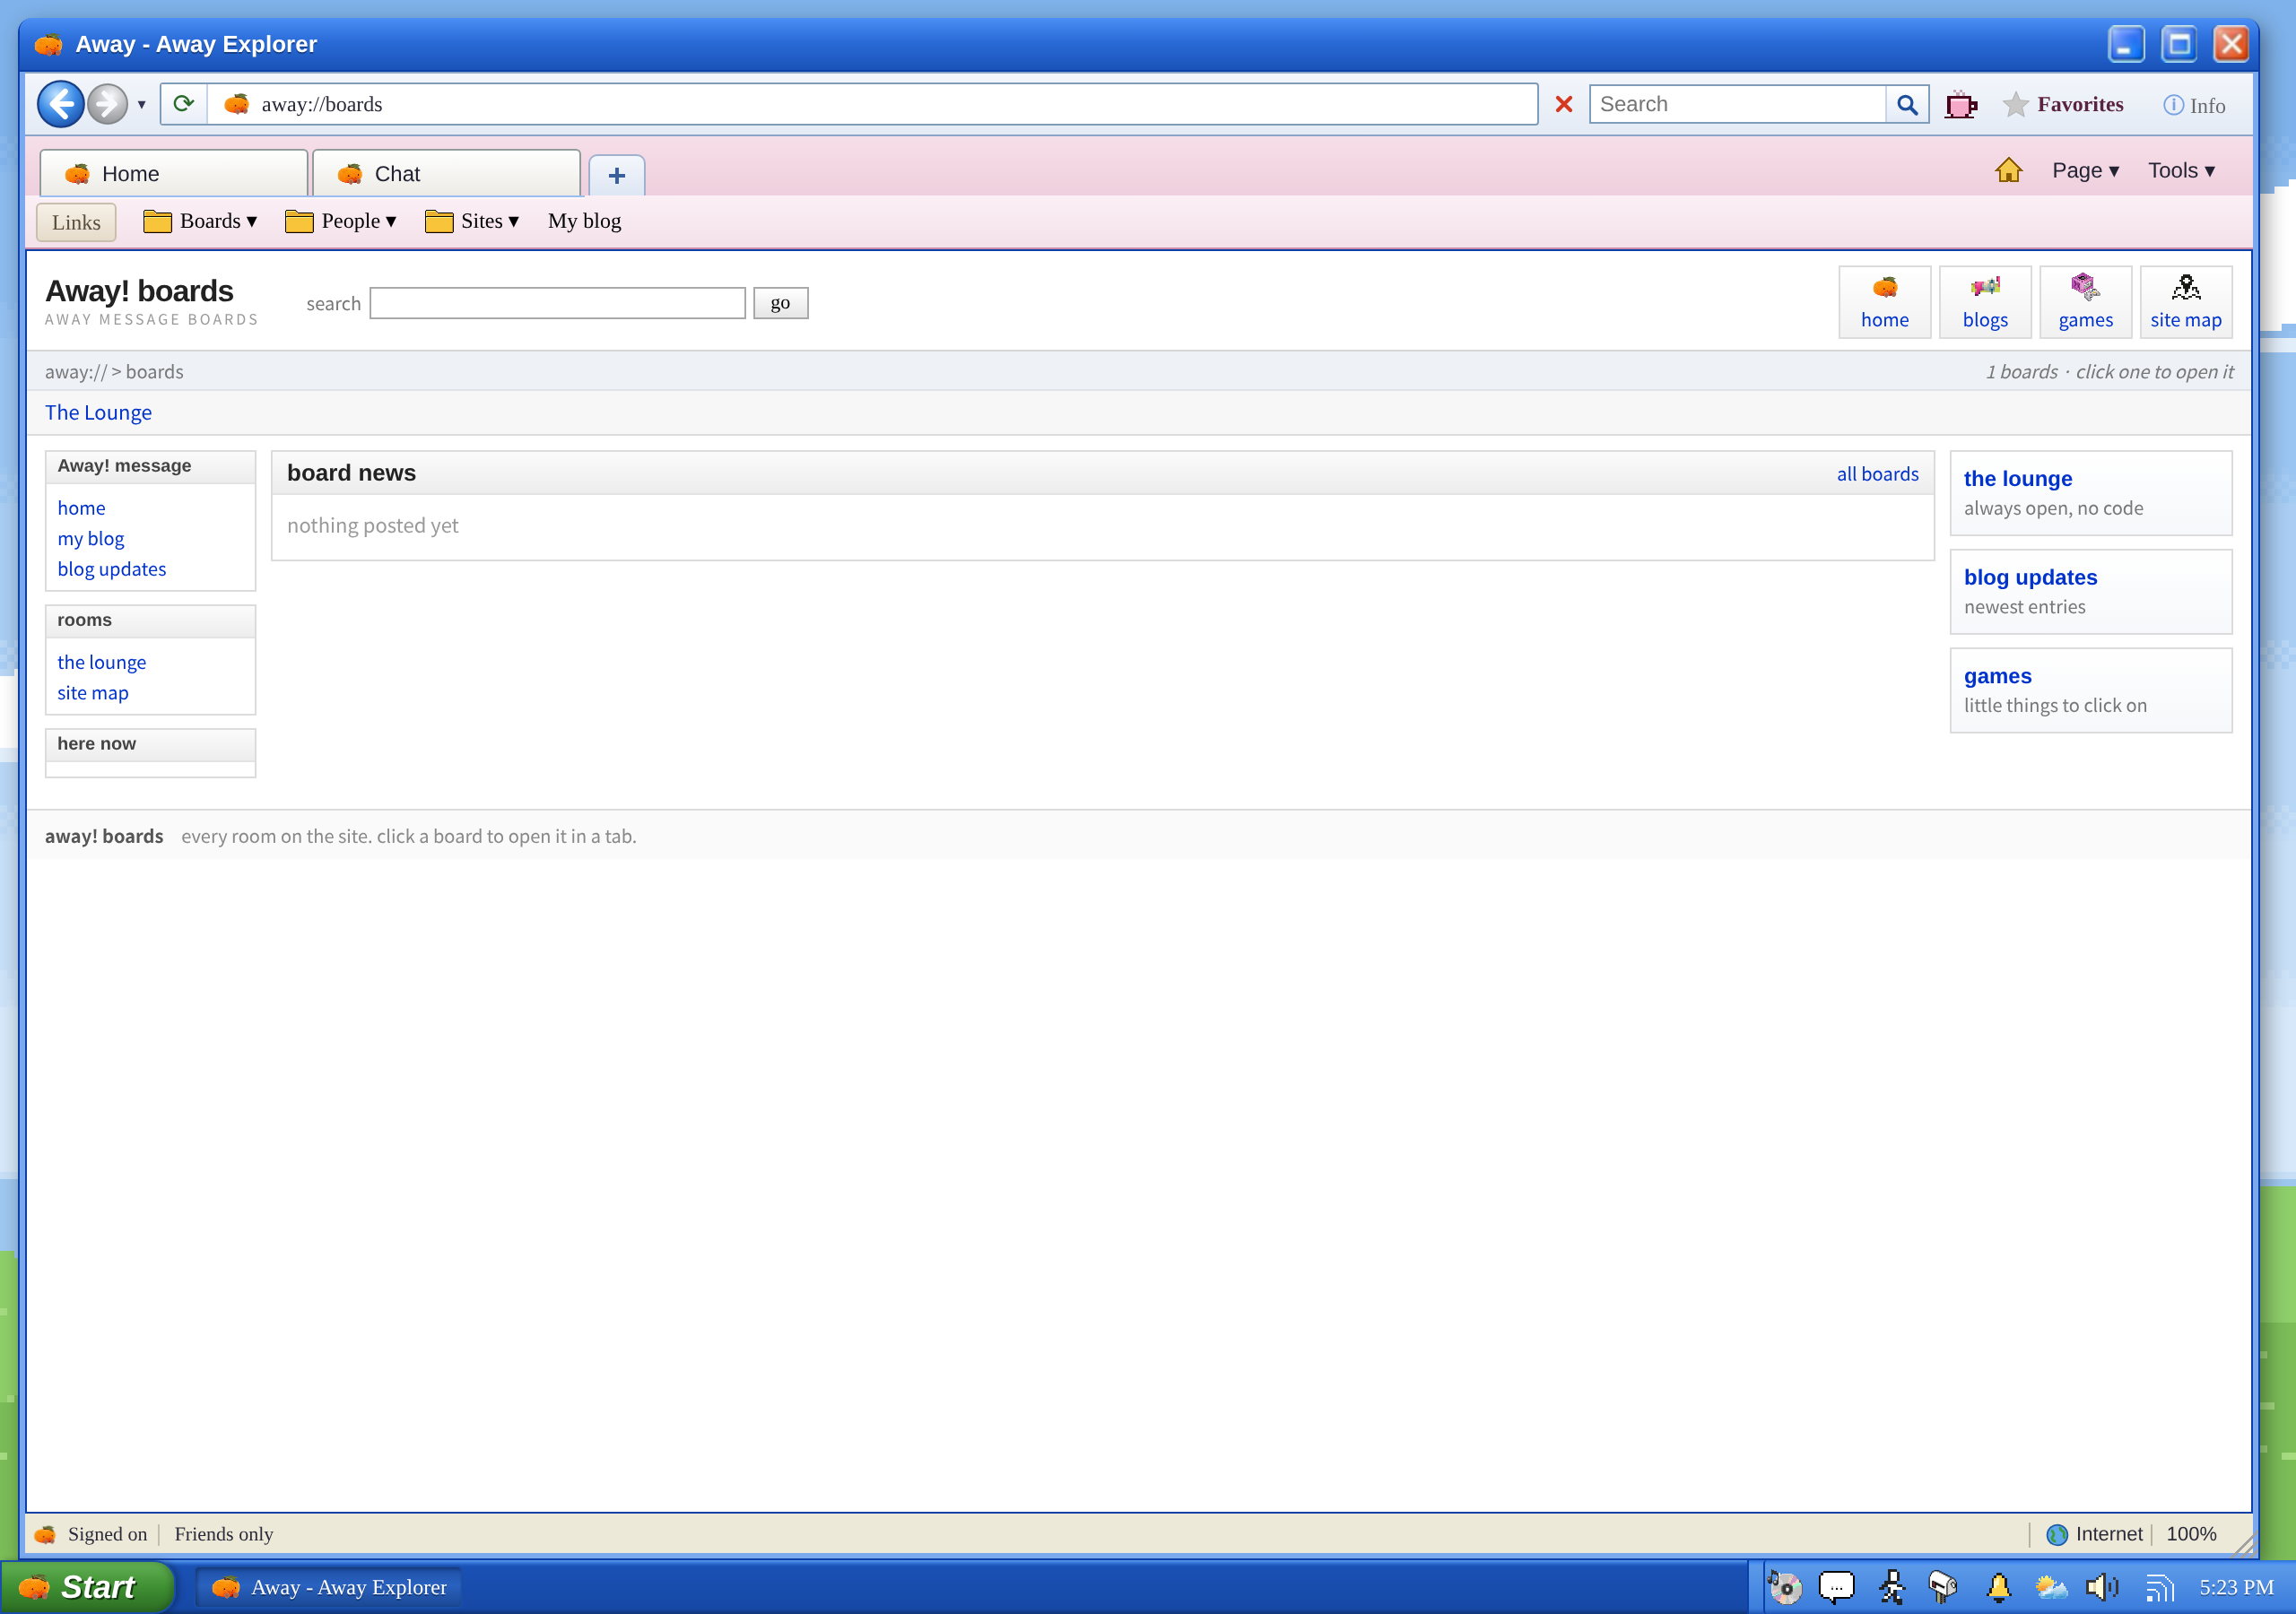 Away - Away Explorer
away://boards
Search
Favorites
Info
Home
Chat
+
Page ▾
Tools ▾
Links
Boards ▾
People ▾
Sites ▾
My blog
Away! boards
AWAY MESSAGE BOARDS
search
go
home
blogs
games
site map
away:// > boards
1 boards · click one to open it
The Lounge
Away! message
home
my blog
blog updates
rooms
the lounge
site map
here now
board news
all boards
nothing posted yet
the lounge
always open, no code
blog updates
newest entries
games
little things to click on
away! boards every room on the site. click a board to open it in a tab.
Signed on
Friends only
Internet
100%
Start
Away - Away Explorer
5:23 PM